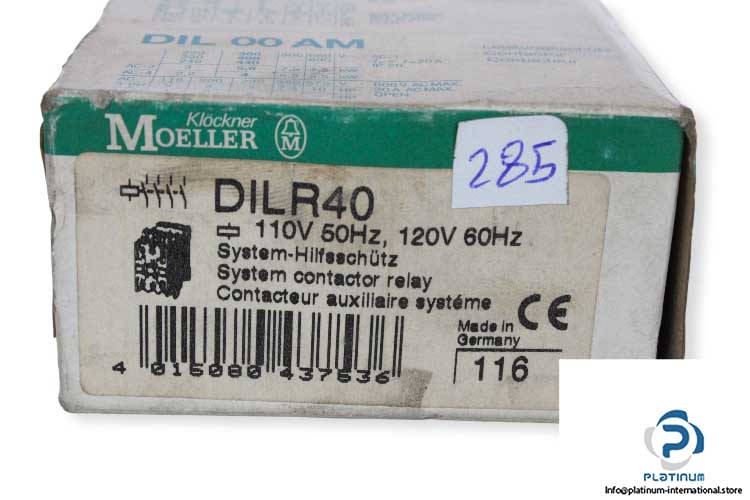 DIL 00 AM
Klöckner
MOELLER
M
285
DILR40
110V 50Hz, 120V 60Hz
System-Hilfsschütz
System contactor relay
Contacteur auxiliaire systéme
Made in
Germany
CE
4 015080 437536
116
P
PLATINUM
Info@platinum-international.store